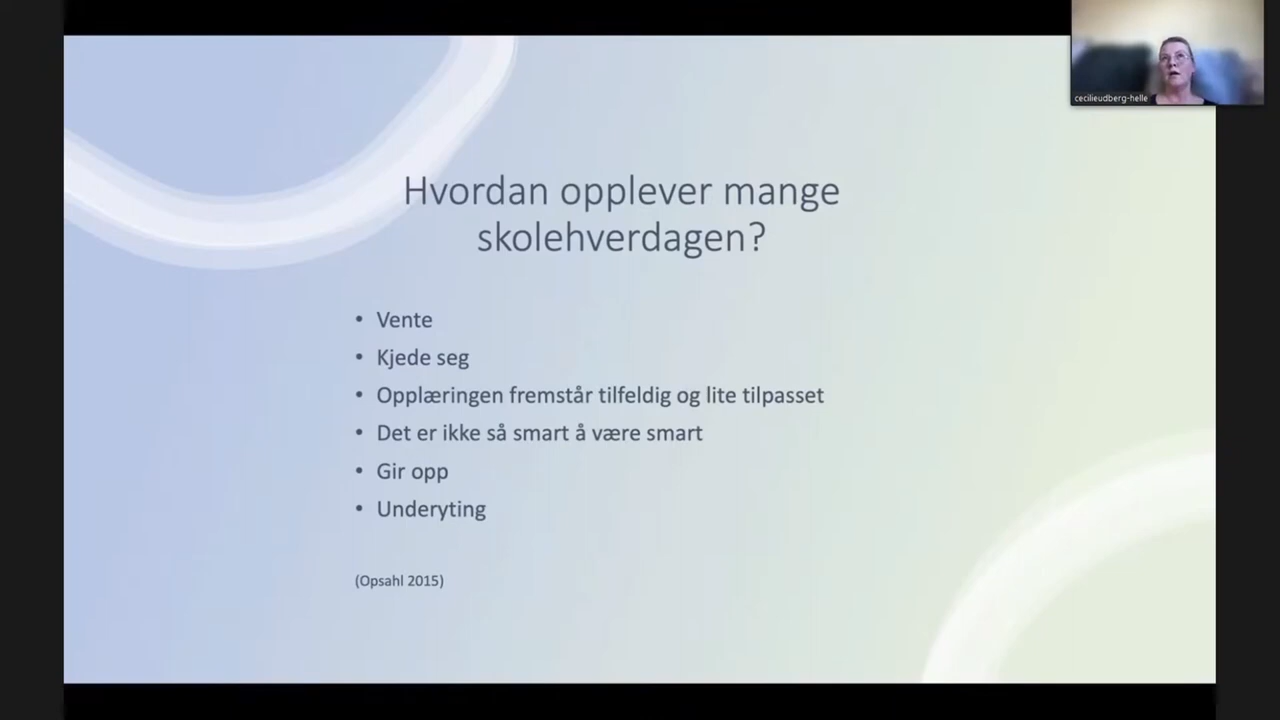 cecilieudberg-helle
Hvordan opplever mange
skolehverdagen?
• Vente
• Kjede seg
• Opplæringen fremstår tilfeldig og lite tilpasset
• Det er ikke så smart å være smart
• Gir opp
• Underyting
(Opsahl 2015)